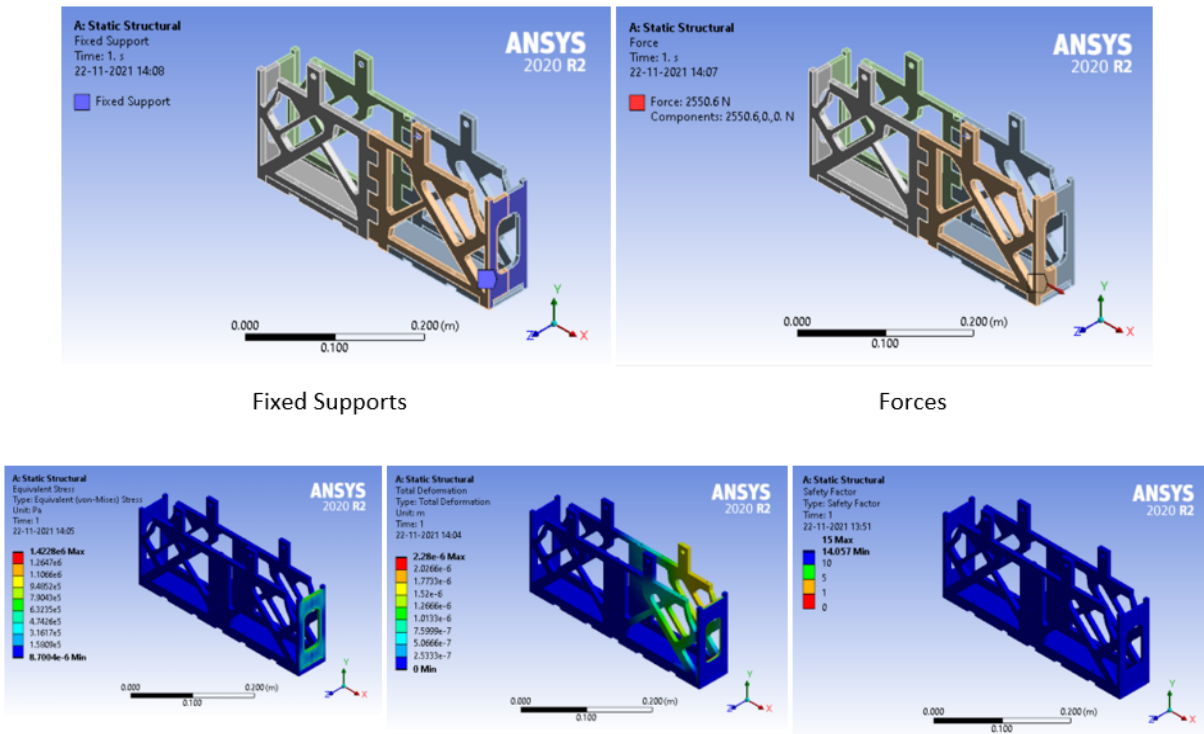 A: Static Structural
Fixed Support
Time: 1. s
22-11-2021 14:08
Fixed Support
ANSYS
2020 R2
0.000
0.200 (m)
0.100
Y
Z
X
A: Static Structural
Force
Time: 1. s
22-11-2021 14:07
Force: 2550.6 N
Components: 2550.6,0.,0. N
ANSYS
2020 R2
0.000
0.200 (m)
0.100
Y
Z
X
Fixed Supports
Forces
A: Static Structural
Equivalent Stress
Type: Equivalent (von-Mises) Stress
Unit: Pa
Time: 1
22-11-2021 14:05
1.4228e6 Max
1.2647e6
1.1066e6
9.4852e5
7.9043e5
6.3235e5
4.7426e5
3.1617e5
1.5809e5
8.7004e-6 Min
ANSYS
2020 R2
0.000
0.200 (m)
0.100
Y
Z
X
A: Static Structural
Total Deformation
Type: Total Deformation
Unit: m
Time: 1
22-11-2021 14:04
2.28e-6 Max
2.0266e-6
1.7733e-6
1.52e-6
1.2666e-6
1.0133e-6
7.5999e-7
5.0666e-7
2.5333e-7
0 Min
ANSYS
2020 R2
0.000
0.200 (m)
0.100
Y
Z
X
A: Static Structural
Safety Factor
Type: Safety Factor
Time: 1
22-11-2021 13:51
15 Max
14.057 Min
10
5
1
0
ANSYS
2020 R2
0.000
0.200 (m)
0.100
Y
Z
X